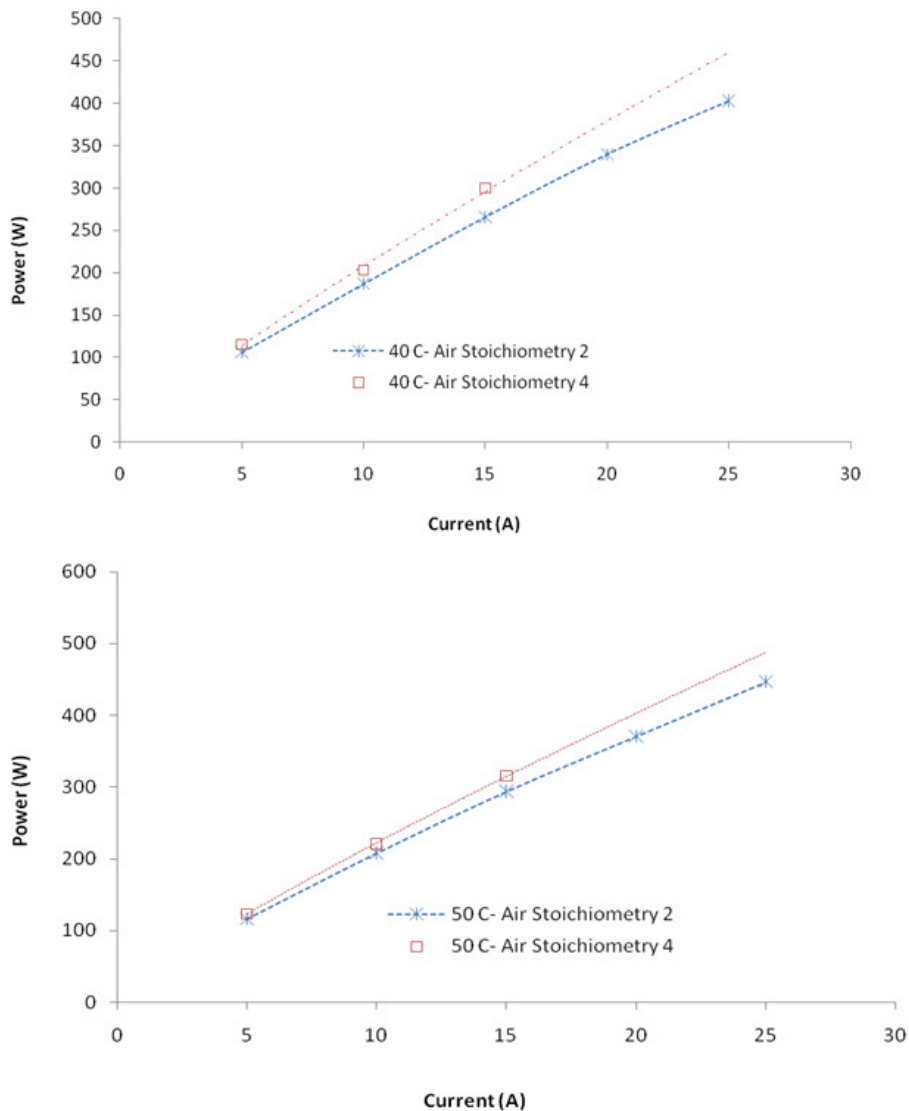 500
450
400
350
300
250
200
150
100
50
0
Power (W)
40 C- Air Stoichiometry 2
40 C- Air Stoichiometry 4
0 5 10 15 20 25 30
Current (A)
600
500
400
300
200
100
0
Power (W)
50 C- Air Stoichiometry 2
50 C- Air Stoichiometry 4
0 5 10 15 20 25 30
Current (A)